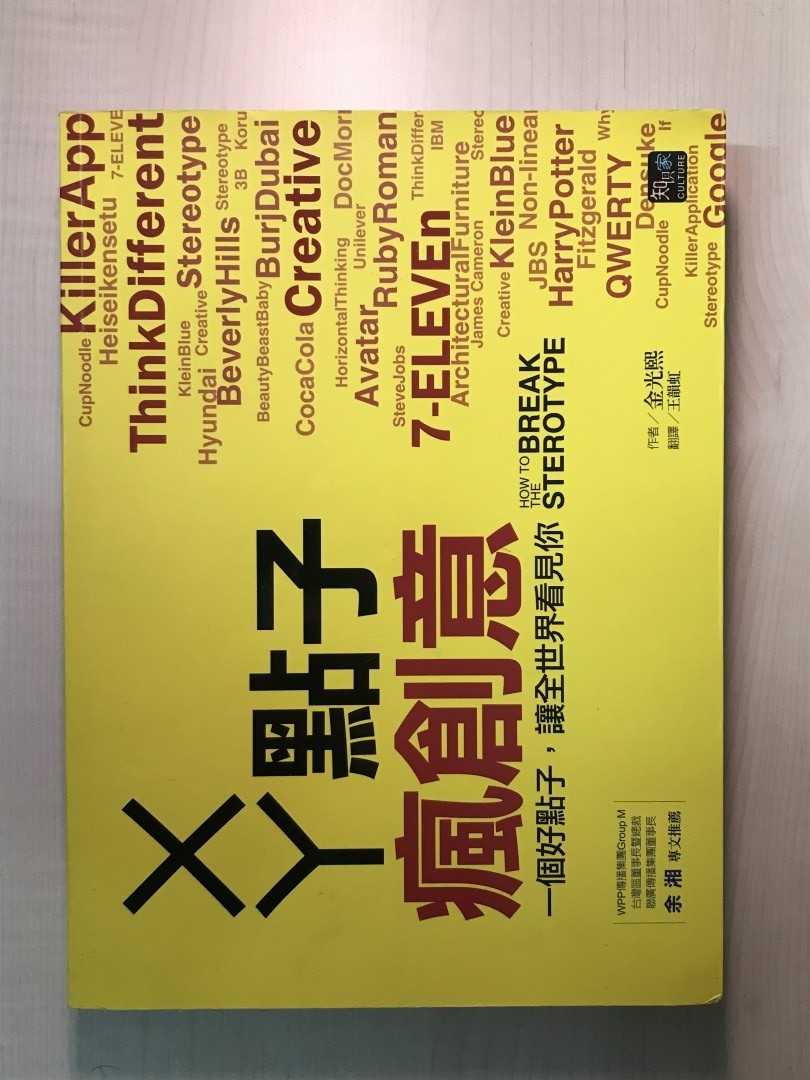 KillerApp
CupNoodle
Heiseikensetu
7-ELEVE
ThinkDifferent
KleinBlue
Stereotype
Hyundai
Creative
BeverlyHills
Stereotype
3B
Koru
BeautyBeastBaby
BurjDubai
CocaCola
Creative
HorizontalThinking
DocMorr
Unilever
Avatar
RubyRoman
SteveJobs
ThinkDiffer
7-ELEVEn
IBM
ArchitecturalFurniture
James Cameron
Stereo
Creative
KleinBlue
Non-linear
JBS
HarryPotter
Fitzgerald
Why
QWERTY
Densuke
If
CupNoodle
KillerApplication
Stereotype
Google
知識家
CULTURE
ㄨㄚ點子
瘋創意
一個好點子，讓全世界看見你
HOW TO BREAK
THE STEROTYPE
作者／金光熙
翻譯／王韻虹
WPP傳播集團Group M
台灣區董事長暨總裁
聯廣傳播集團董事長
余湘 專文推薦